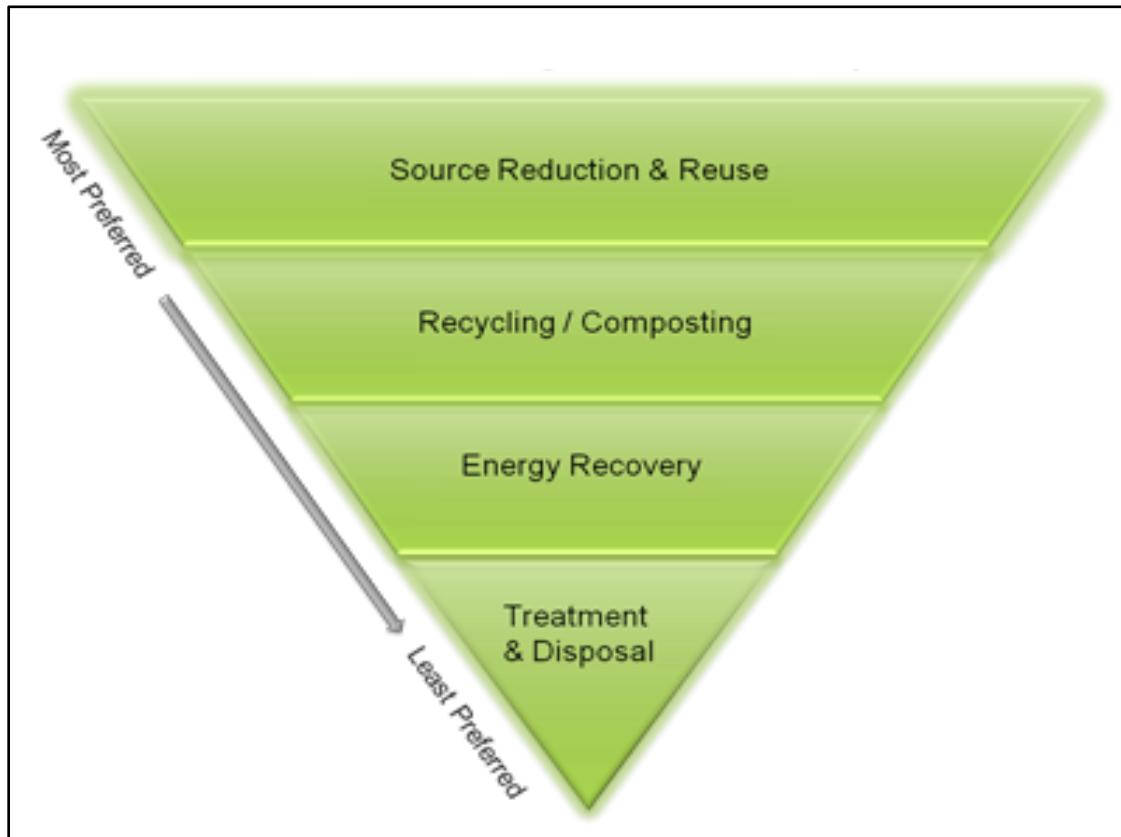 Most Preferred
Source Reduction & Reuse
Recycling / Composting
Energy Recovery
Treatment
& Disposal
Least Preferred